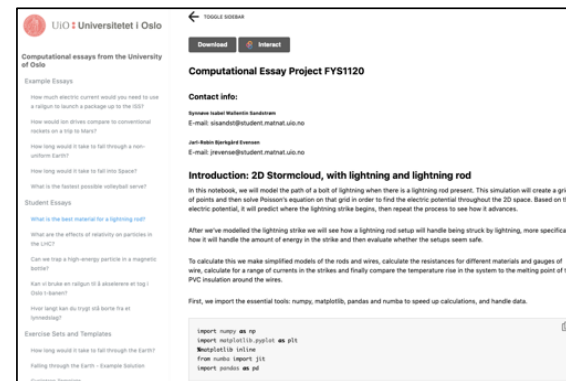 UiO Universitetet i Oslo
Computational essays from the University
of Oslo
Example Essays
How much electric current would you need to use
a railgun to launch a package up to the ISS?
How would ion drives compare to conventional
rockets on a trip to Mars?
How long would it take to fall through a non-
uniform Earth?
How long would it take to fall into Space?
What is the fastest possible volleyball serve?
Student Essays
What is the best material for a lightning rod?
What are the effects of relativity on particles in
the LHC?
Can we trap a high-energy particle in a magnetic
bottle?
Kan vi bruke en railgun til å akselerere et tog i
Oslo t-banen?
Hvor langt kan du trygt stå borte fra et
lynnedslag?
Exercise Sets and Templates
How long would it take to fall through the Earth?
Falling through the Earth - Example Solution
TOGGLE SIDEBAR
Download
Interact
Computational Essay Project FYS1120
Contact info:
Synnøve Isabel Wallentin Sandstrøm
E-mail: sisandst@student.matnat.uio.no
Jarl-Robin Bjerkgård Evensen
E-mail: jrevense@student.matnat.uio.no
Introduction: 2D Stormcloud, with lightning and lightning rod
In this notebook, we will model the path of a bolt of lightning when there is a lightning rod present. This simulation will create a grid
of points and then solve Poisson's equation on that grid in order to find the electric potential throughout the 2D space. Based on th
electric potential, it will predict where the lightning strike begins, then repeat the process to see how it advances.
After we've modelled the lightning strike we will see how a lightning rod setup will handle being struck by lightning, more specifica
how it will handle the amount of energy in the strike and then evaluate whether the setups seem safe.
To calculate this we make simplified models of the rods and wires, calculate the resistances for different materials and gauges of
wire, calculate for a range of currents in the strikes and finally compare the temperature rise in the system to the melting point of t
PVC insulation around the wires.
First, we import the essential tools: numpy, matplotlib, pandas and numba to speed up calculations, and handle data.
import numpy as np
import matplotlib.pyplot as plt
%matplotlib inline
from numba import jit
import pandas as pd